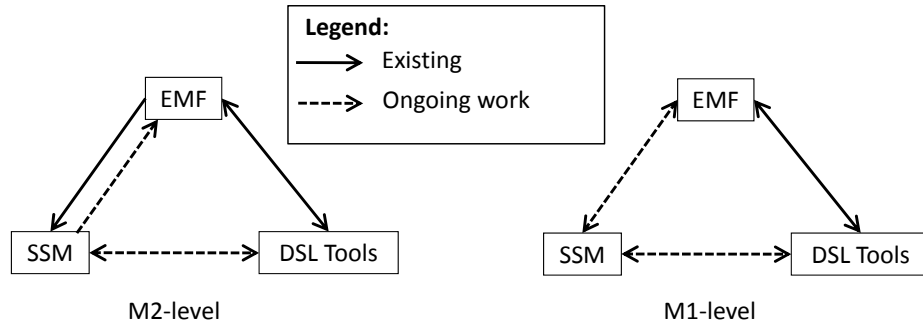 Legend:
Existing
Ongoing work
EMF
SSM
DSL Tools
M2-level
EMF
SSM
DSL Tools
M1-level